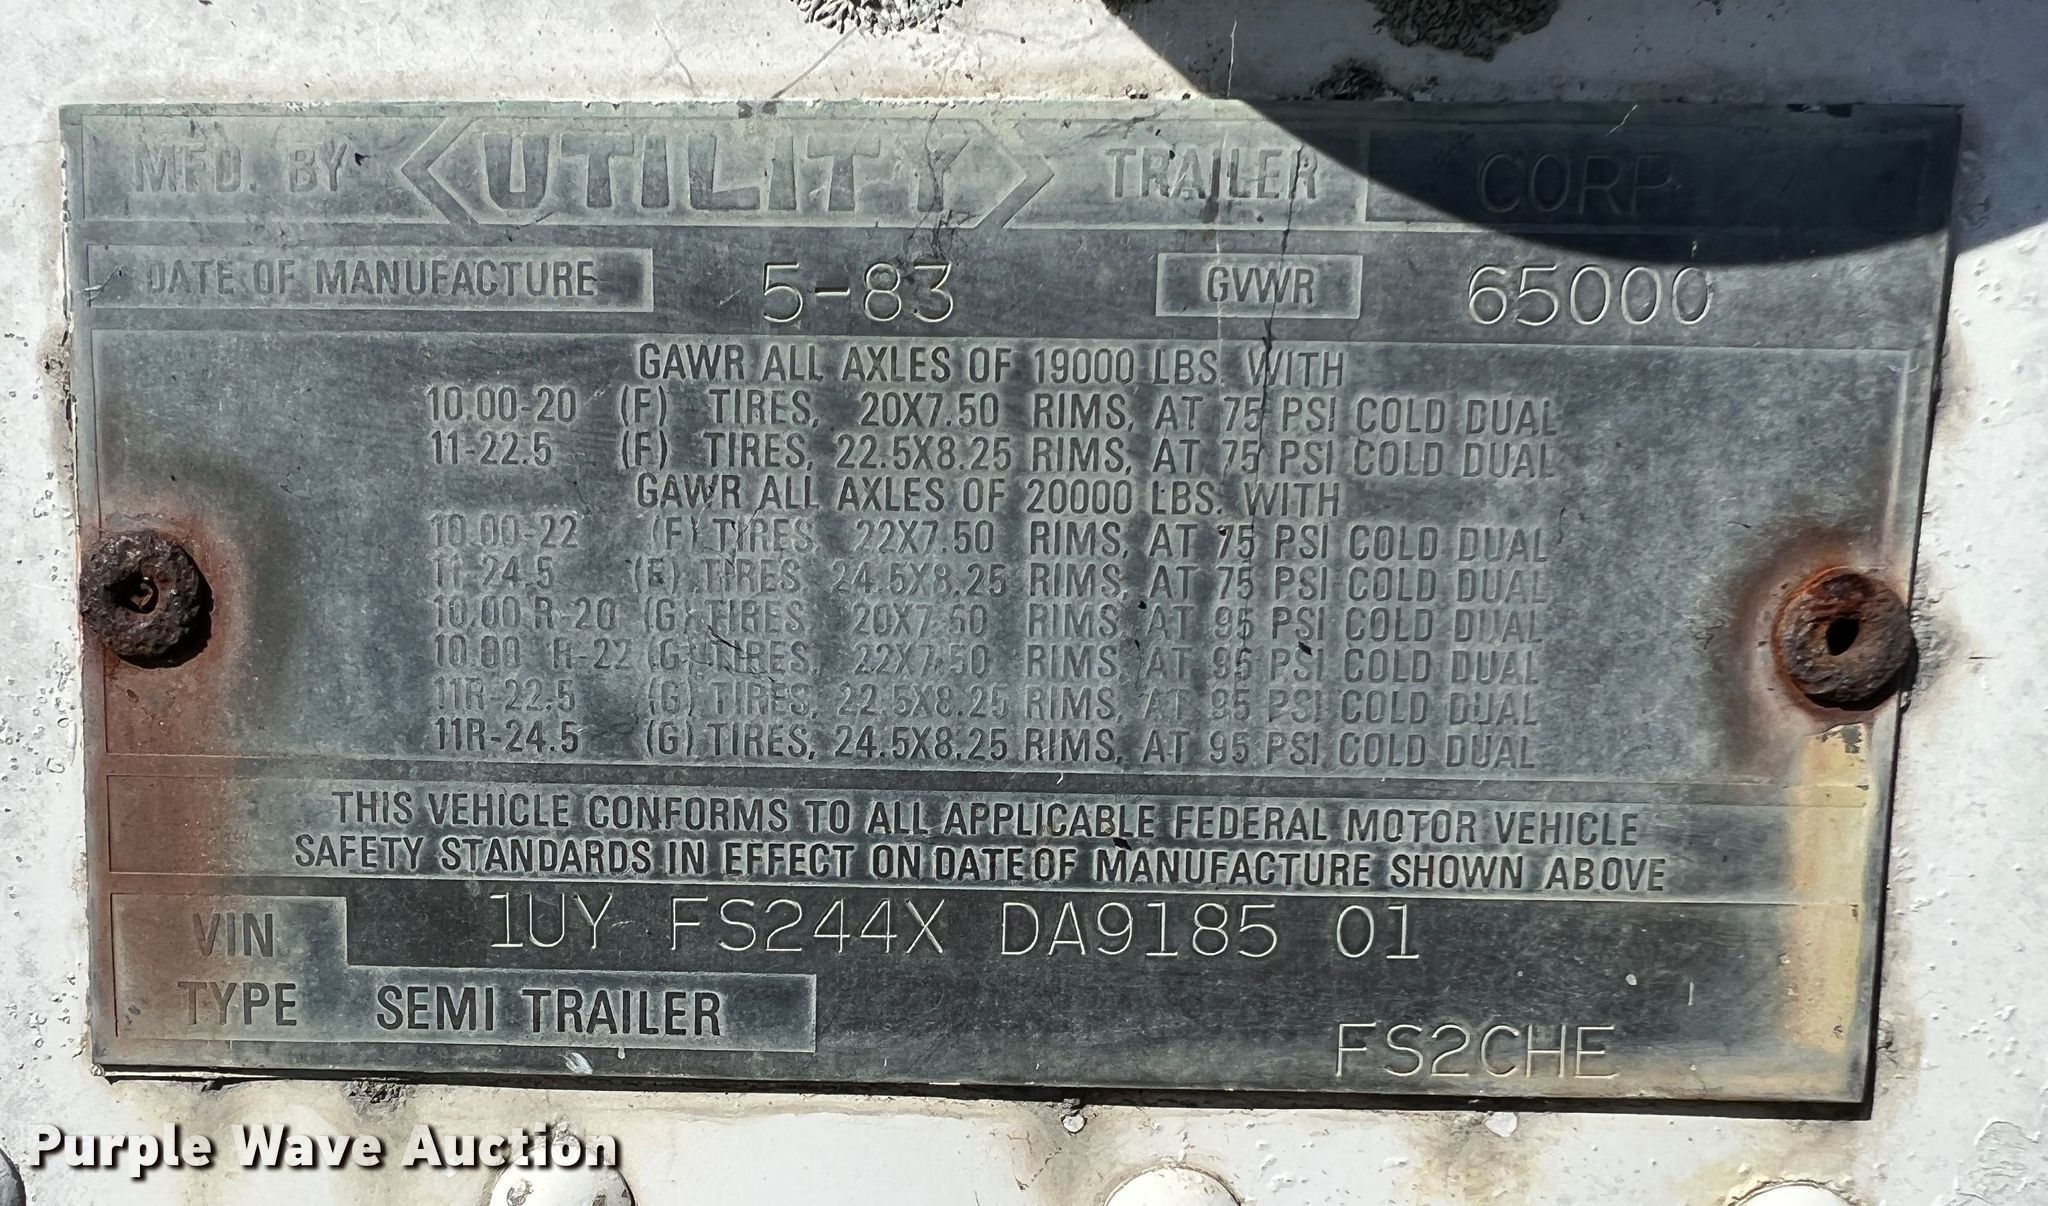 MFD. BY UTILITY TRAILER CORP
DATE OF MANUFACTURE 5-83 GVWR 65000
GAWR ALL AXLES OF 19000 LBS. WITH
10.00-20 (F) TIRES, 20X7.50 RIMS, AT 75 PSI COLD DUAL
11-22.5 (F) TIRES, 22.5X8.25 RIMS, AT 75 PSI COLD DUAL
GAWR ALL AXLES OF 20000 LBS. WITH
10.00-22 (F) TIRES, 22X7.50 RIMS, AT 75 PSI COLD DUAL
11-24.5 (F) TIRES, 24.5X8.25 RIMS, AT 75 PSI COLD DUAL
10.00 R-20 (G) TIRES, 20X7.50 RIMS, AT 95 PSI COLD DUAL
10.00 R-22 (G) TIRES, 22X7.50 RIMS, AT 95 PSI COLD DUAL
11R-22.5 (G) TIRES, 22.5X8.25 RIMS, AT 95 PSI COLD DUAL
11R-24.5 (G) TIRES, 24.5X8.25 RIMS, AT 95 PSI COLD DUAL
THIS VEHICLE CONFORMS TO ALL APPLICABLE FEDERAL MOTOR VEHICLE
SAFETY STANDARDS IN EFFECT ON DATE OF MANUFACTURE SHOWN ABOVE
VIN 1UY FS244X DA9185 01
TYPE SEMI TRAILER
FS2CHE
Purple Wave Auction